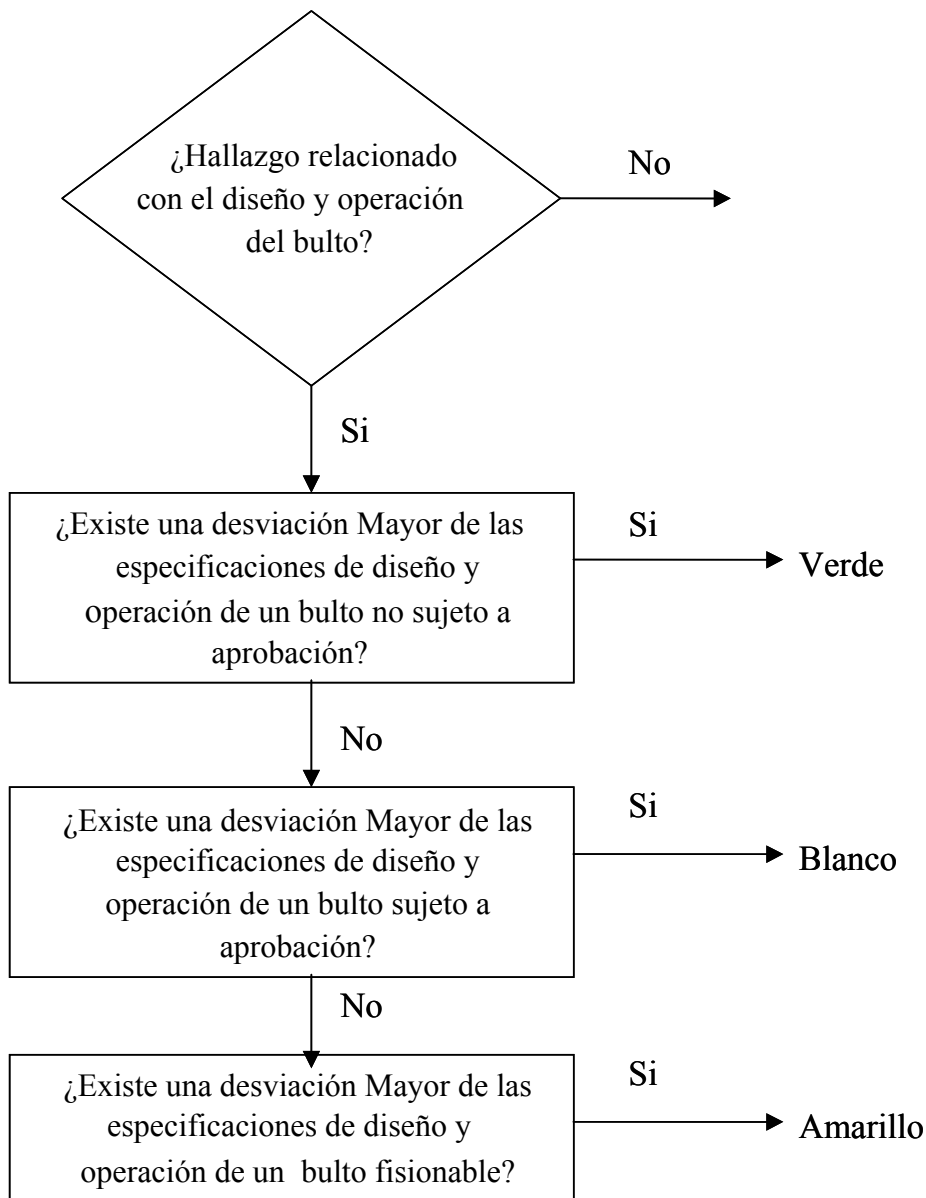 ¿Hallazgo relacionado
con el diseño y operación
del bulto?
No
Si
¿Existe una desviación Mayor de las
especificaciones de diseño y
operación de un bulto no sujeto a
aprobación?
Si
Verde
No
¿Existe una desviación Mayor de las
especificaciones de diseño y
operación de un bulto sujeto a
aprobación?
Si
Blanco
No
¿Existe una desviación Mayor de las
especificaciones de diseño y
operación de un bulto fisionable?
Si
Amarillo